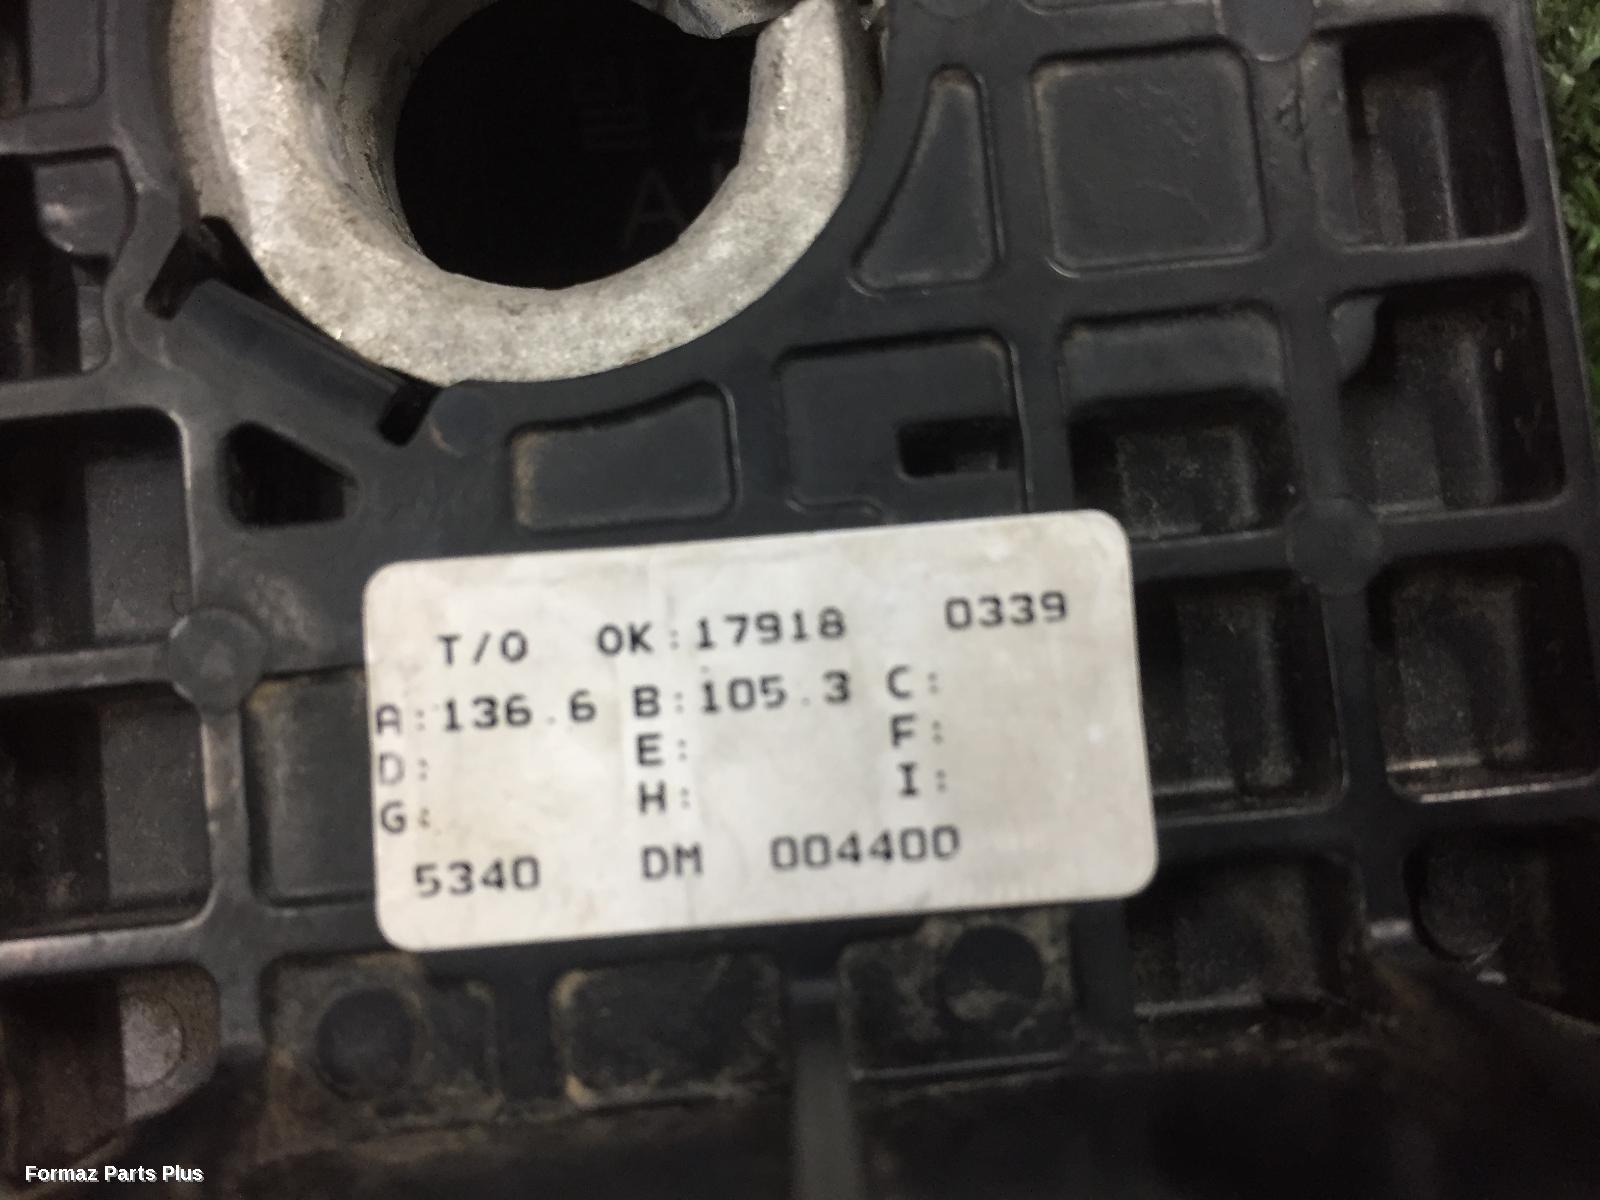 T/O OK:17918 0339
A:136.6 B:105.3 C:
D: E: F:
G: H: I:
5340 DM 004400
Formaz Parts Plus